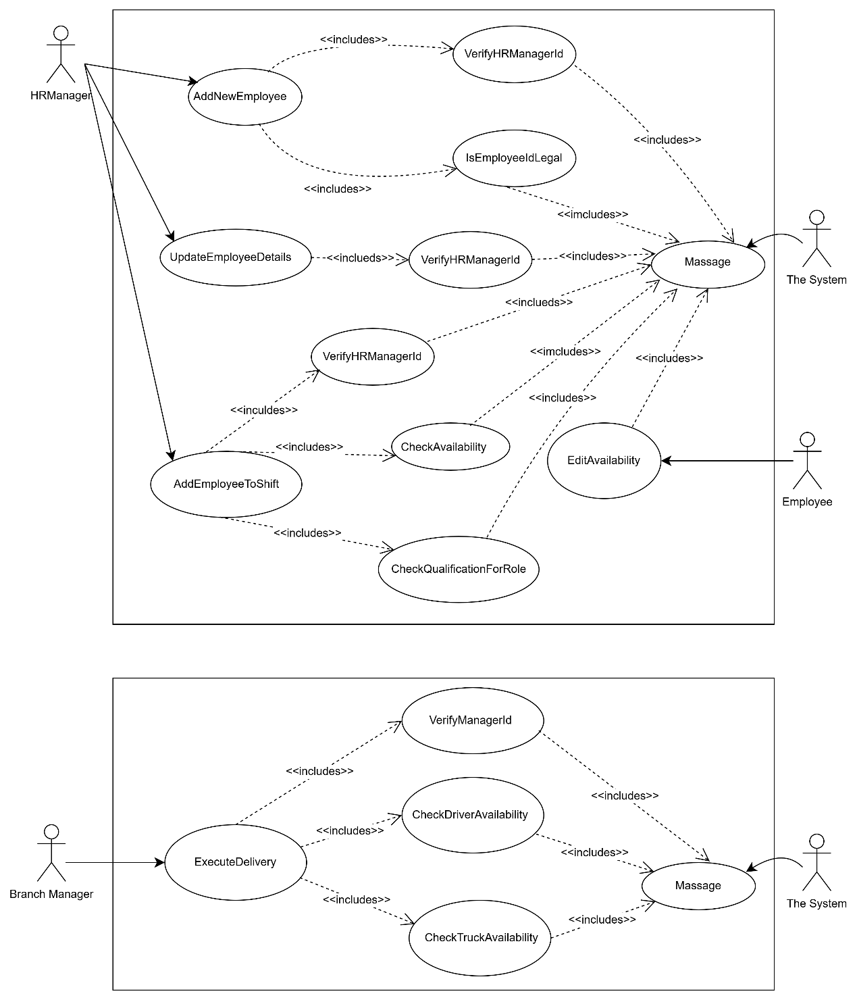 <<includes>>
VerifyHRManagerId
HRManager
AddNewEmployee
<<includes>>
IsEmployeeIdLegal
<<includes>>
<<imcludes>>
UpdateEmployeeDetails
<<inclueds>>
VerifyHRManagerId
<<includes>>
Massage
The System
<<inclueds>>
VerifyHRManagerId
<<imcludes>>
<<includes>>
<<includes>>
<<inculdes>>
<<includes>>
CheckAvailability
EditAvailability
AddEmployeeToShift
Employee
<<includes>>
CheckQualificationForRole
VerifyManagerId
<<includes>>
<<includes>>
CheckDriverAvailability
<<includes>>
<<includes>>
ExecuteDelivery
Branch Manager
Massage
The System
<<includes>>
<<includes>>
CheckTruckAvailability